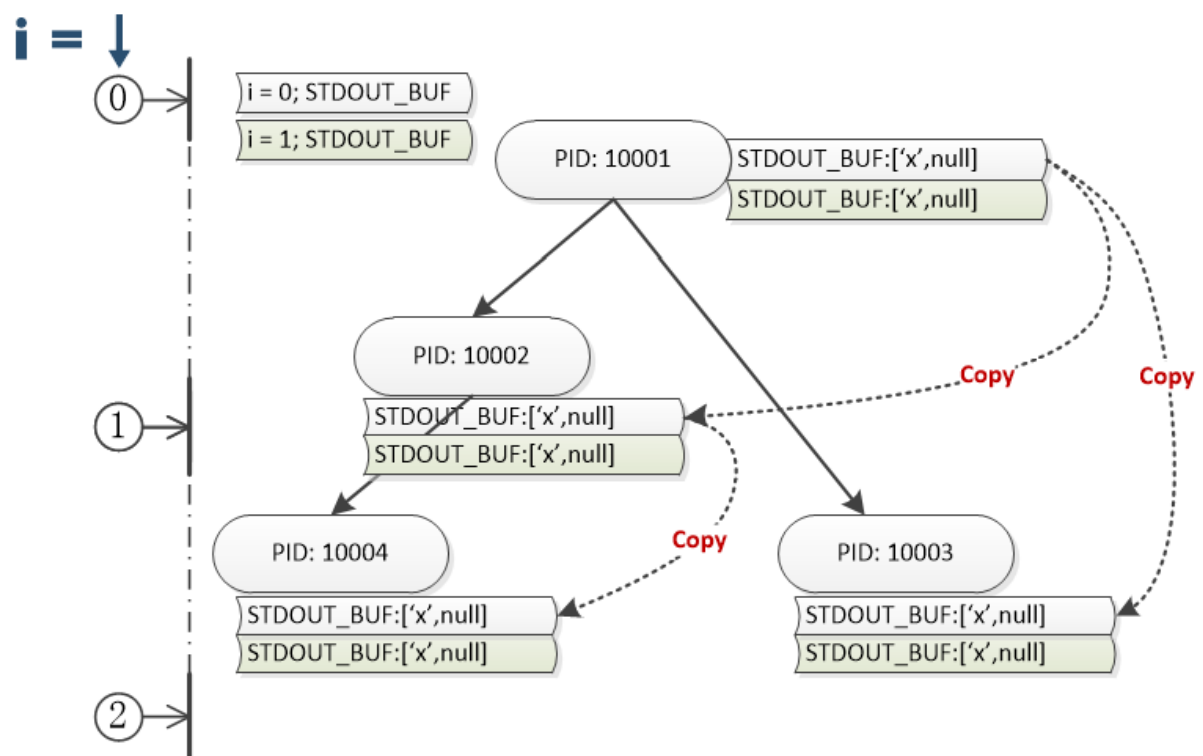 i =
0
i = 0; STDOUT_BUF
i = 1; STDOUT_BUF
PID: 10001
STDOUT_BUF:[‘x’,null]
STDOUT_BUF:[‘x’,null]
PID: 10002
Copy
Copy
1
STDOUT_BUF:[‘x’,null]
STDOUT_BUF:[‘x’,null]
Copy
PID: 10004
PID: 10003
STDOUT_BUF:[‘x’,null]
STDOUT_BUF:[‘x’,null]
STDOUT_BUF:[‘x’,null]
STDOUT_BUF:[‘x’,null]
2